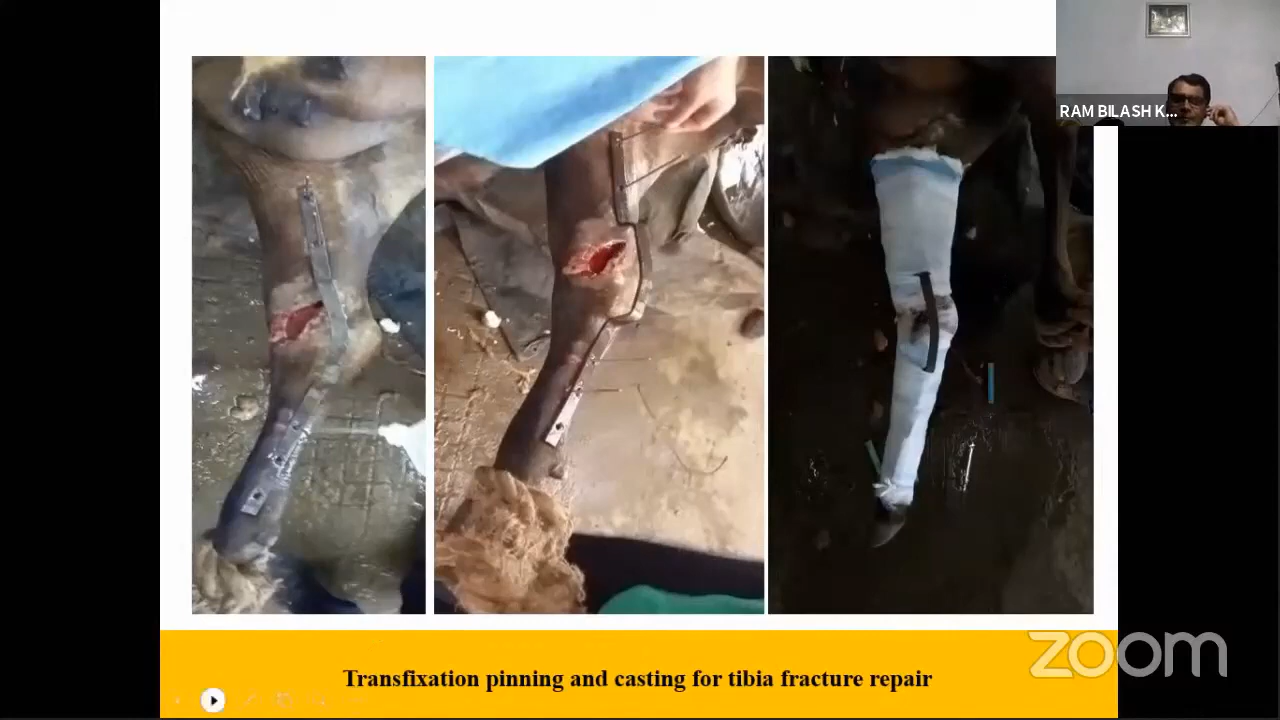 RAM BILASH K...
Transfixation pinning and casting for tibia fracture repair
zoom